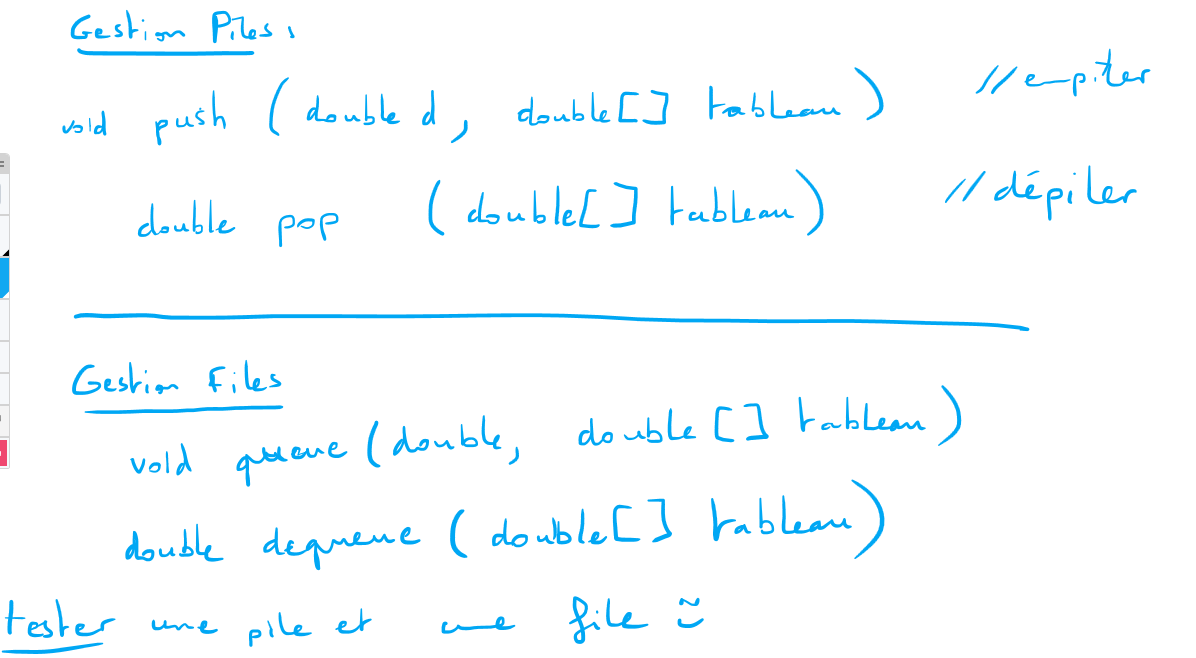 Gestion Piles :
void push ( double d , double[] tableau ) // empiler
double pop ( double[] tableau ) // dépiler
Gestion Files
void queue ( double, double [] tableau )
double dequeue ( double[] tableau )
tester une pile et une file